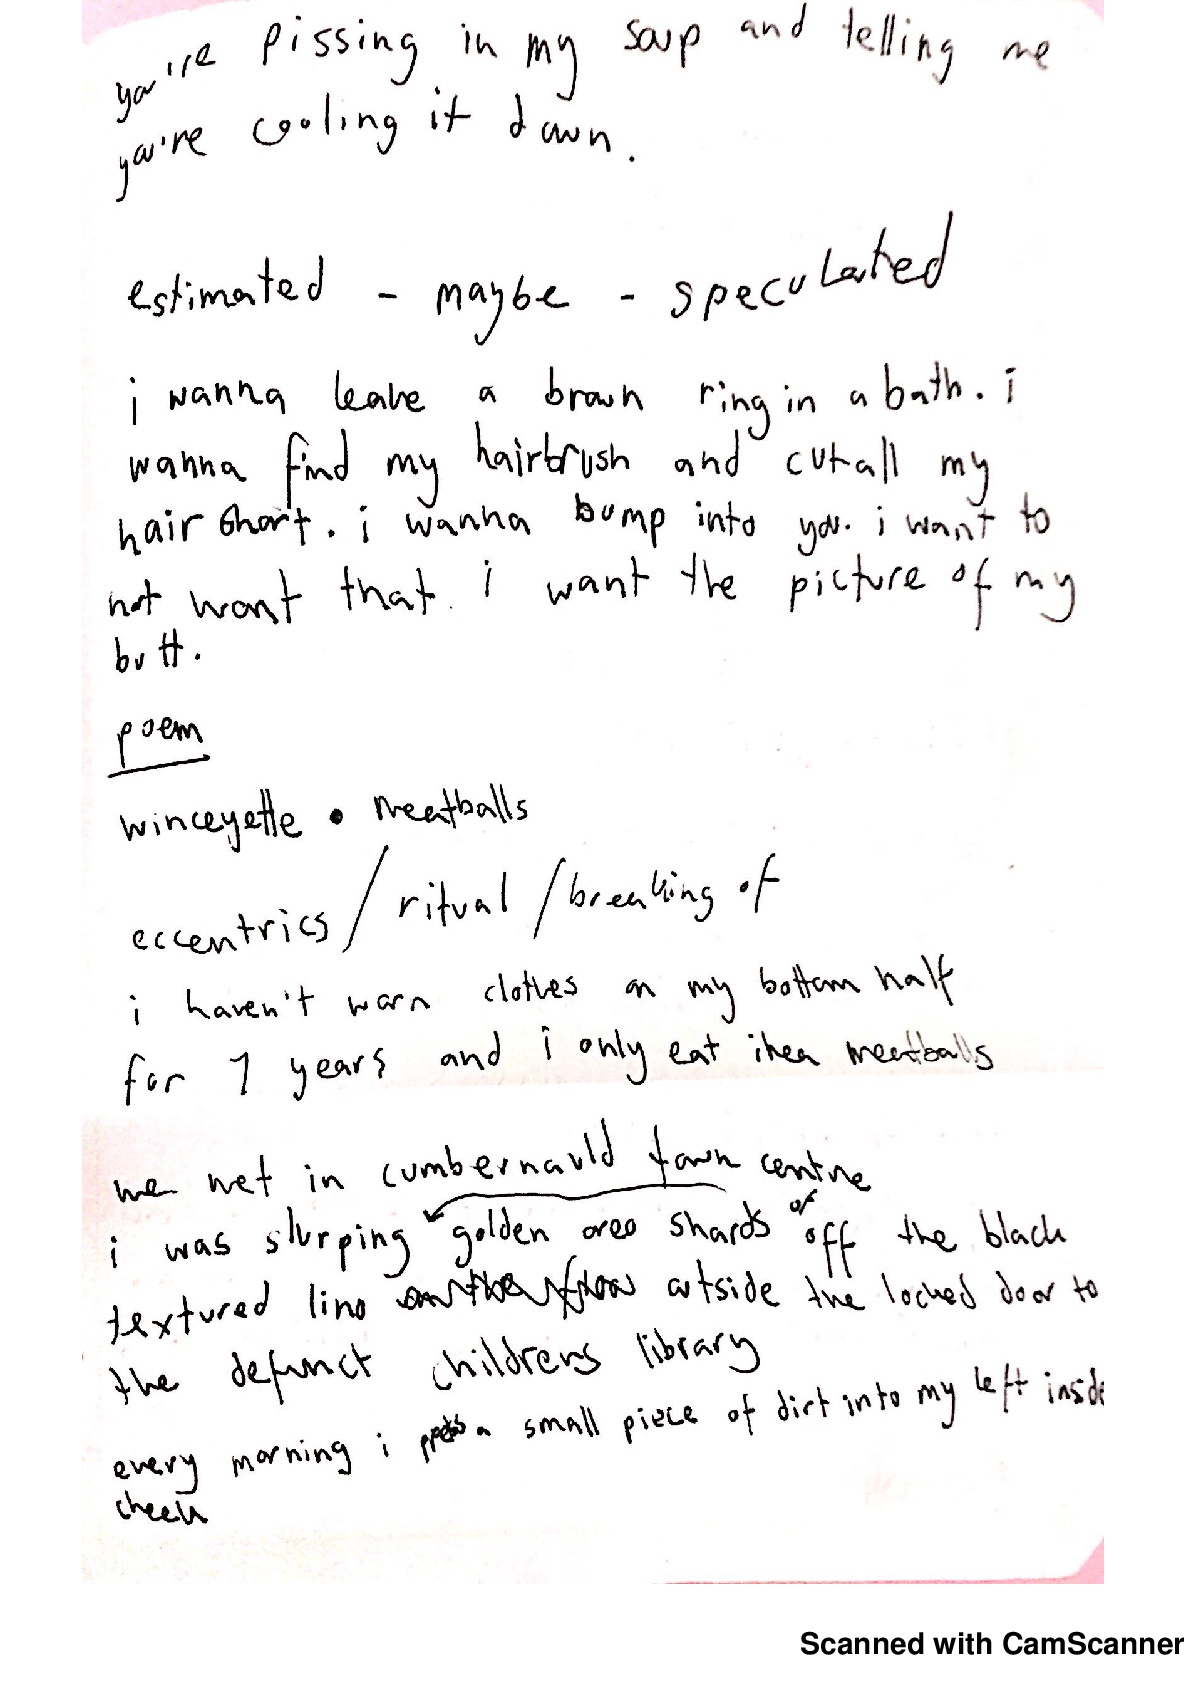 you're pissing in my soup and telling me
you're cooling it down.
estimated - maybe - speculated
i wanna leave a brown ring in a bath. i
wanna find my hairbrush and cut all my
hair short. i wanna bump into you. i want to
not want that. i want the picture of my
butt.
poem
winceyette • meatballs
eccentrics / ritual / breaking of
i haven't worn clothes on my bottom half
for 7 years and i only eat ikea meatballs
we met in cumbernauld town centre
i was slurping golden oreo shards of off the black
textured lino outside the locked door to
the defunct childrens library
every morning i press a small piece of dirt into my left inside
cheek
Scanned with CamScanner